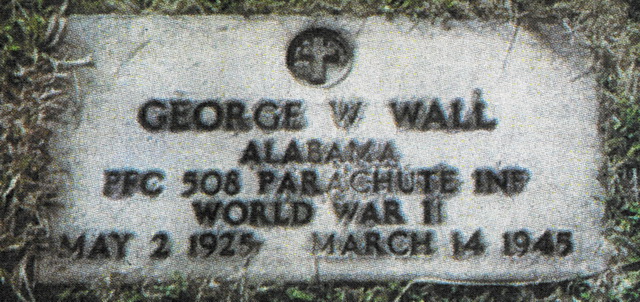 GEORGE W WALL
ALABAMA
PFC 508 PARACHUTE INF
WORLD WAR II
MAY 2 1925 MARCH 14 1945